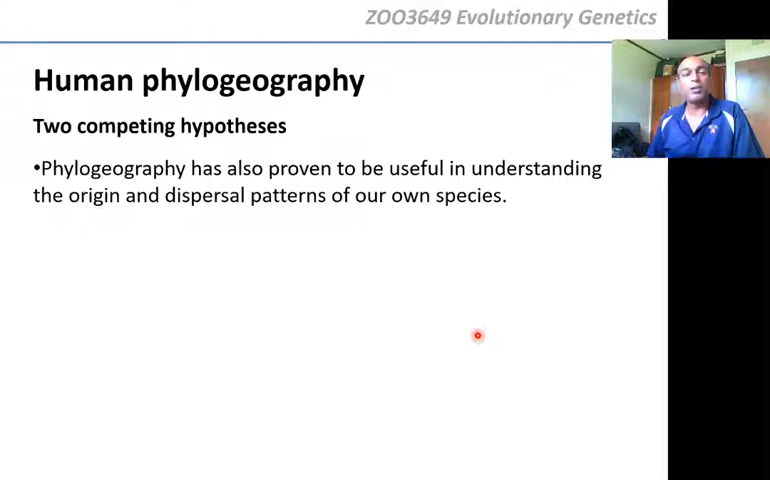 ZOO3649 Evolutionary Genetics
Human phylogeography
Two competing hypotheses
•Phylogeography has also proven to be useful in understanding
the origin and dispersal patterns of our own species.